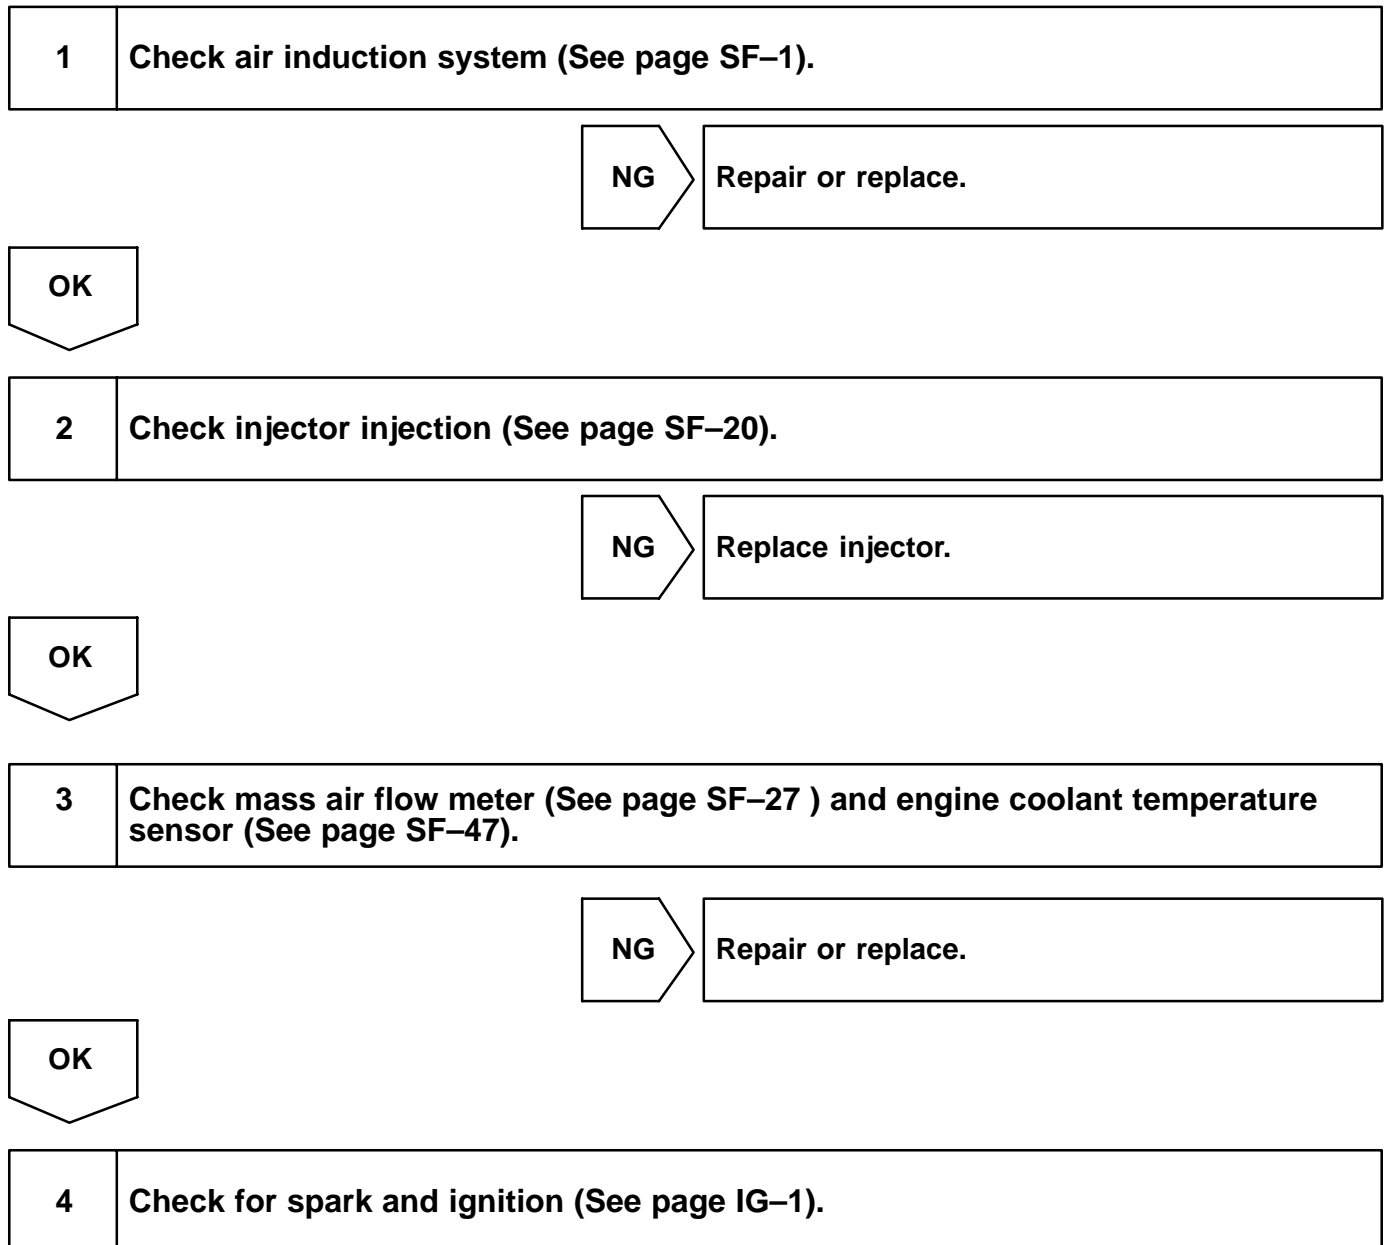 1 Check air induction system (See page SF–1).
NG Repair or replace.
OK
2 Check injector injection (See page SF–20).
NG Replace injector.
OK
3 Check mass air flow meter (See page SF–27 ) and engine coolant temperature
sensor (See page SF–47).
NG Repair or replace.
OK
4 Check for spark and ignition (See page IG–1).